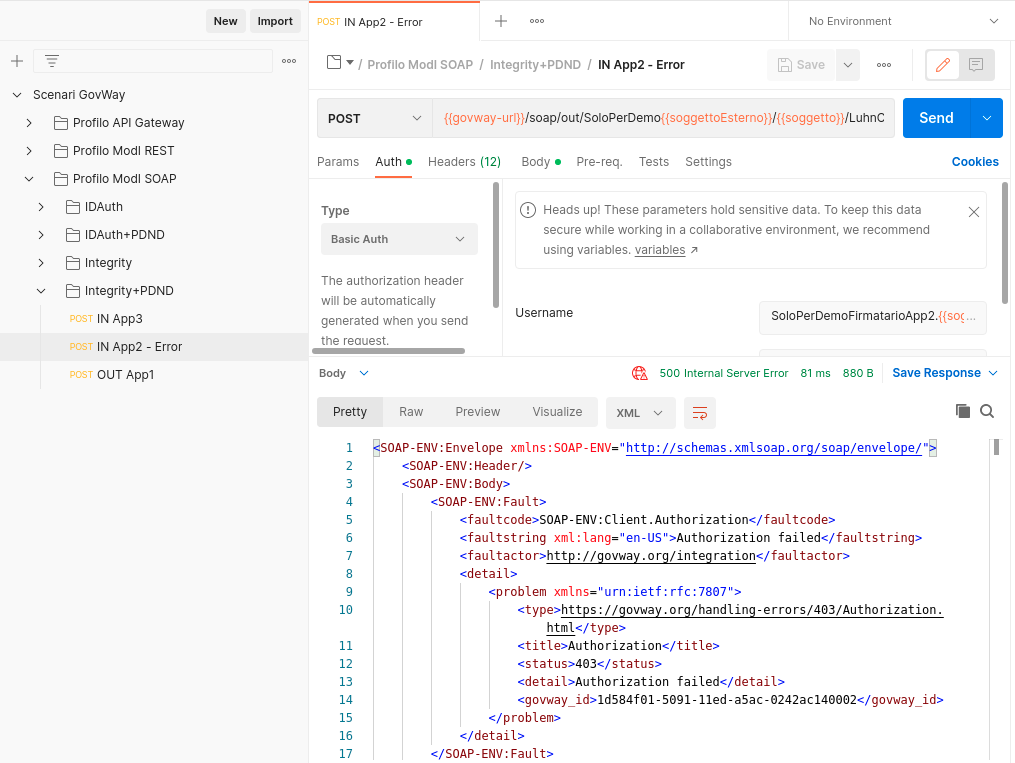 New
Import
POST IN App2 - Error
No Environment
/ Profilo ModI SOAP / Integrity+PDND / IN App2 - Error
Save
Scenari GovWay
Profilo API Gateway
Profilo ModI REST
Profilo ModI SOAP
IDAuth
IDAuth+PDND
Integrity
Integrity+PDND
POST IN App3
POST IN App2 - Error
POST OUT App1
POST
{{govway-url}}/soap/out/SoloPerDemo{{soggettoEsterno}}/{{soggetto}}/LuhnC
Send
Params
Auth
Headers (12)
Body
Pre-req.
Tests
Settings
Cookies
Type
Basic Auth
The authorization header
will be automatically
generated when you send
the request.
Heads up! These parameters hold sensitive data. To keep this data
secure while working in a collaborative environment, we recommend
using variables. variables ↗
Username
SoloPerDemoFirmatarioApp2.{{sog...
Body
500 Internal Server Error
81 ms
880 B
Save Response
Pretty
Raw
Preview
Visualize
XML
1 <SOAP-ENV:Envelope xmlns:SOAP-ENV="http://schemas.xmlsoap.org/soap/envelope/">
2 <SOAP-ENV:Header/>
3 <SOAP-ENV:Body>
4 <SOAP-ENV:Fault>
5 <faultcode>SOAP-ENV:Client.Authorization</faultcode>
6 <faultstring xml:lang="en-US">Authorization failed</faultstring>
7 <faultactor>http://govway.org/integration</faultactor>
8 <detail>
9 <problem xmlns="urn:ietf:rfc:7807">
10 <type>https://govway.org/handling-errors/403/Authorization.
html</type>
11 <title>Authorization</title>
12 <status>403</status>
13 <detail>Authorization failed</detail>
14 <govway_id>1d584f01-5091-11ed-a5ac-0242ac140002</govway_id>
15 </problem>
16 </detail>
17 </SOAP-ENV:Fault>